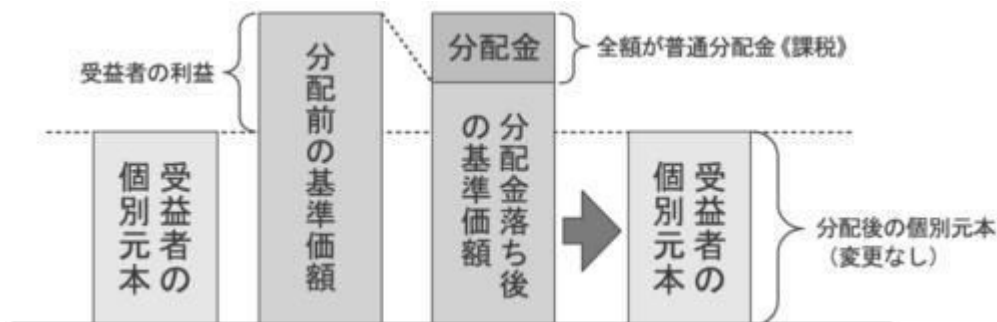 受益者の利益
受益者の
個別元本
分配前の基準価額
分配金
全額が普通分配金《課税》
分配金落ち後
の基準価額
受益者の
個別元本
分配後の個別元本
(変更なし)